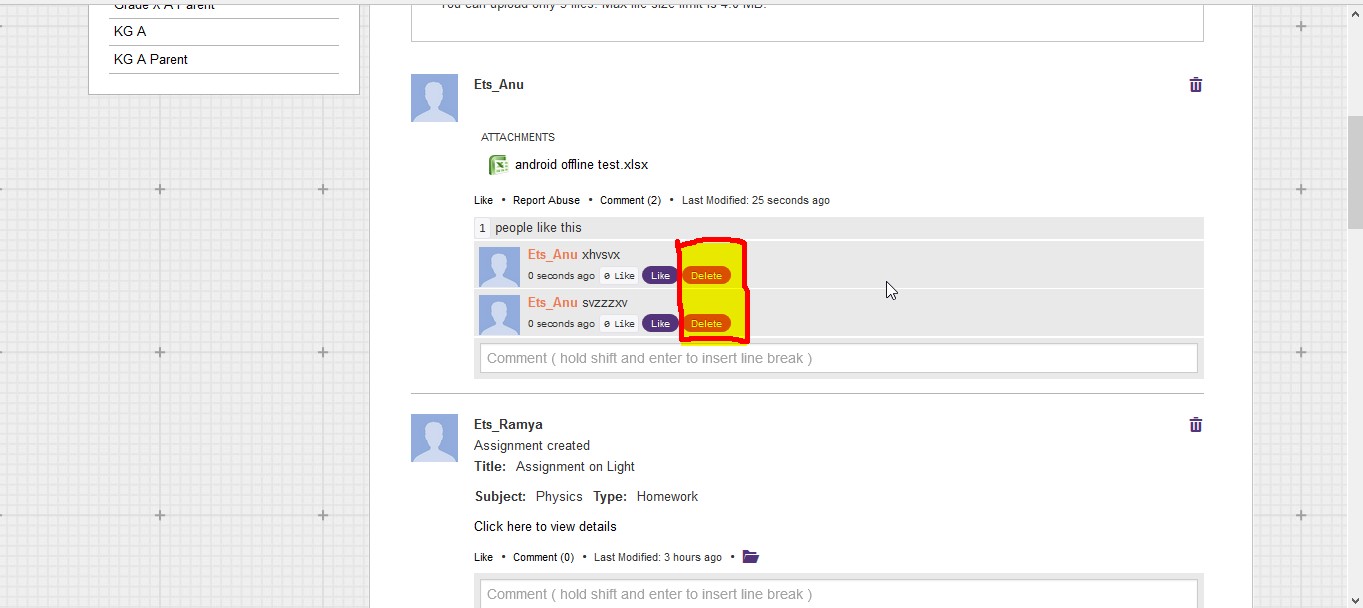 Grade X A Parent
KG A
KG A Parent
You can upload only 5 files. Max file size limit is 4.0 MB.
Ets_Anu
ATTACHMENTS
android offline test.xlsx
Like • Report Abuse • Comment (2) • Last Modified: 25 seconds ago
1 people like this
Ets_Anu xhvsvx
0 seconds ago 0 Like Like Delete
Ets_Anu svzzzxv
0 seconds ago 0 Like Like Delete
Comment ( hold shift and enter to insert line break )
Ets_Ramya
Assignment created
Title: Assignment on Light
Subject: Physics Type: Homework
Click here to view details
Like • Comment (0) • Last Modified: 3 hours ago •
Comment ( hold shift and enter to insert line break )